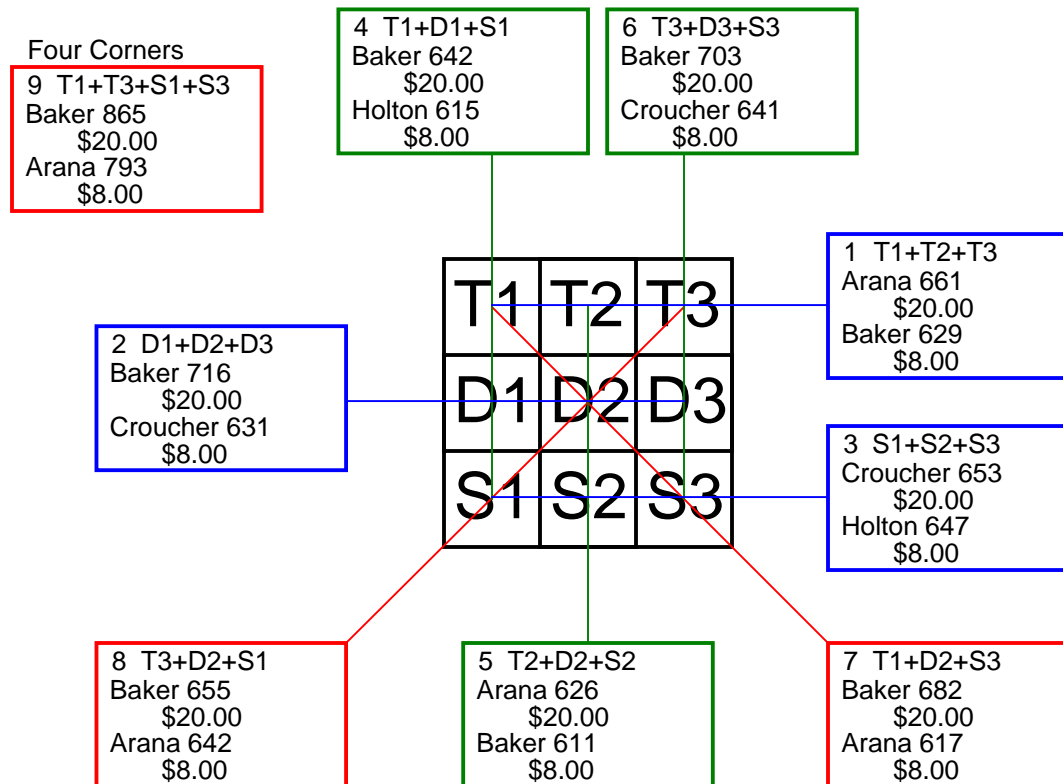 Four Corners
9 T1+T3+S1+S3
Baker 865
$20.00
Arana 793
$8.00
4 T1+D1+S1
Baker 642
$20.00
Holton 615
$8.00
6 T3+D3+S3
Baker 703
$20.00
Croucher 641
$8.00
1 T1+T2+T3
Arana 661
$20.00
Baker 629
$8.00
T1 T2 T3
D1 D2 D3
S1 S2 S3
2 D1+D2+D3
Baker 716
$20.00
Croucher 631
$8.00
3 S1+S2+S3
Croucher 653
$20.00
Holton 647
$8.00
8 T3+D2+S1
Baker 655
$20.00
Arana 642
$8.00
5 T2+D2+S2
Arana 626
$20.00
Baker 611
$8.00
7 T1+D2+S3
Baker 682
$20.00
Arana 617
$8.00